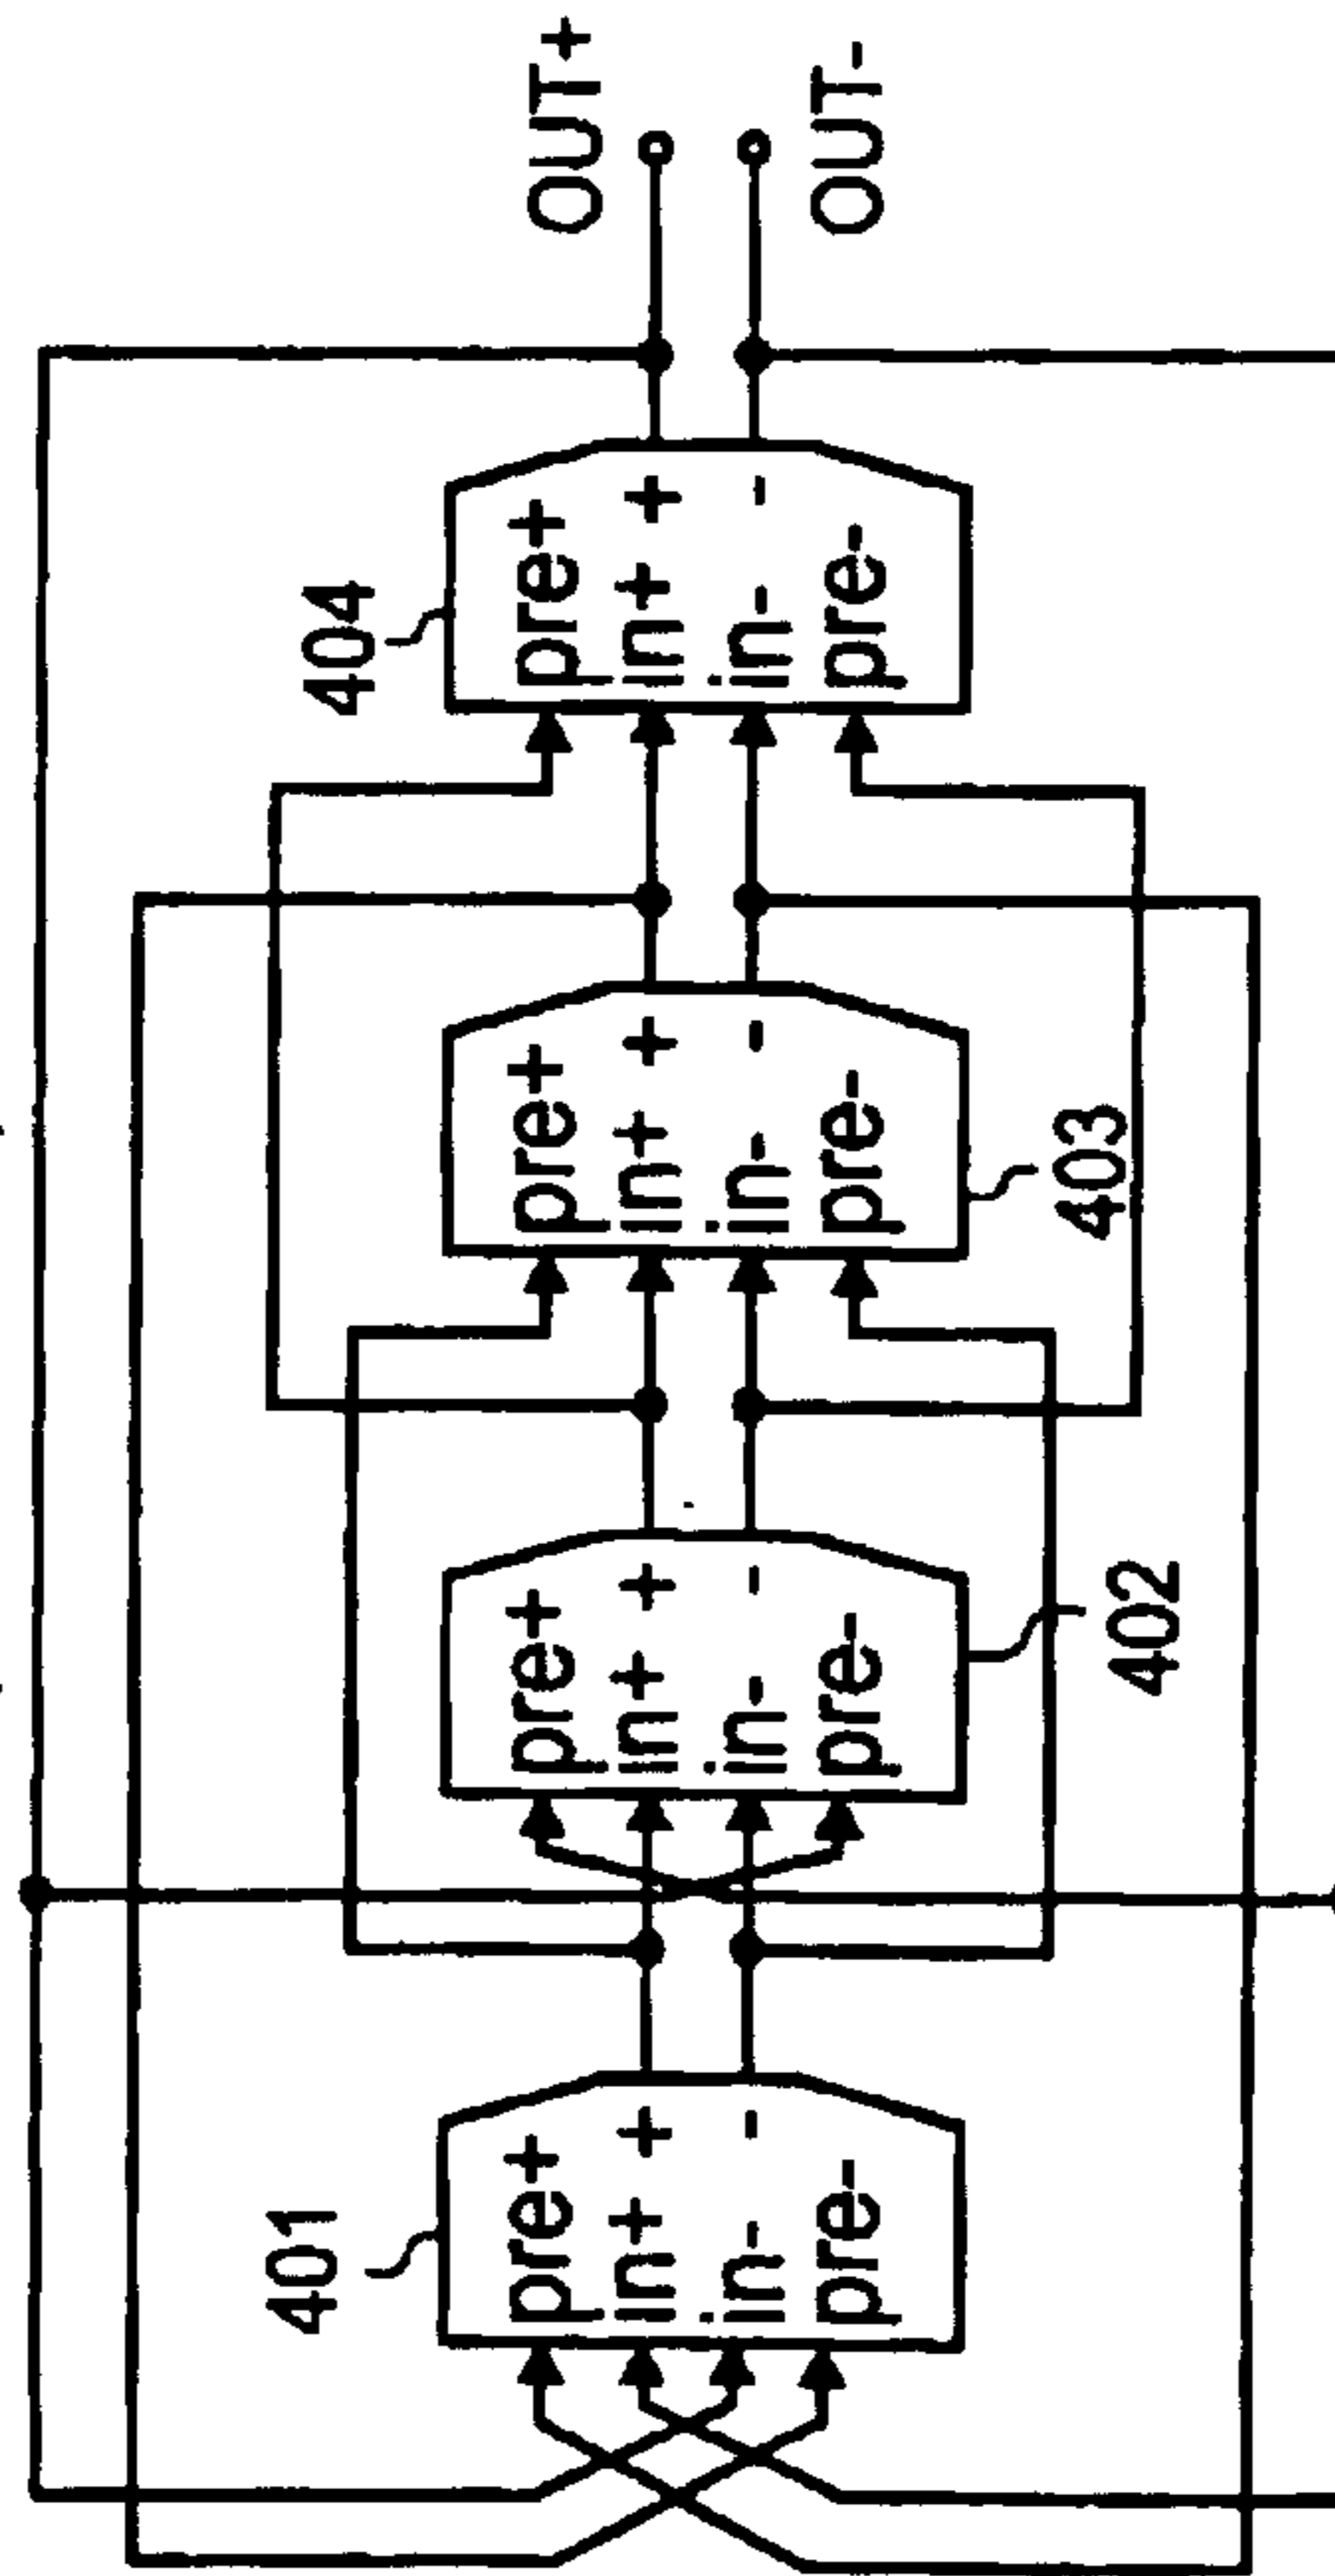 401
pre+
in+ +
in- -
pre-
402
pre+
in+ +
in- -
pre-
403
pre+
in+ +
in- -
pre-
404
pre+
in+ +
in- -
pre-
OUT+
OUT-